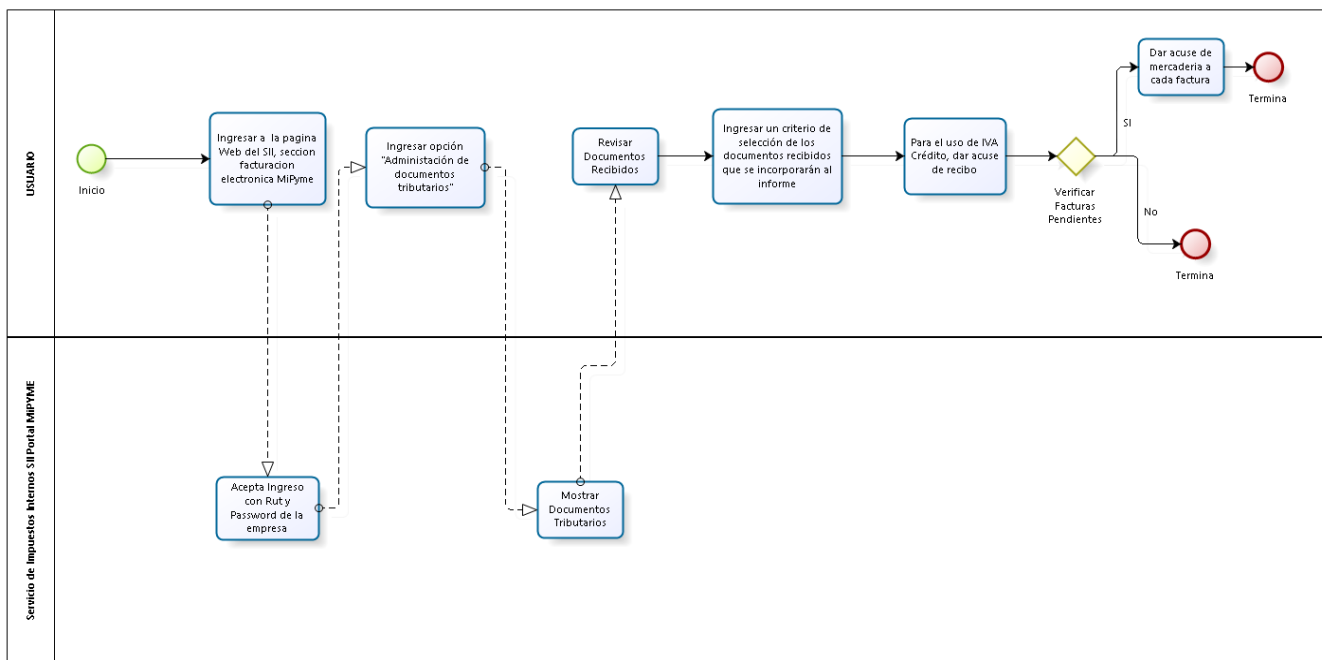 USUARIO
Inicio
Ingresar a la pagina
Web del SII, seccion
facturacion
electronica MiPyme
Ingresar opción
"Administación de
documentos
tributarios"
Revisar
Documentos
Recibidos
Ingresar un criterio de
selección de los
documentos recibidos
que se incorporarán al
informe
Para el uso de IVA
Crédito, dar acuse
de recibo
Verificar
Facturas
Pendientes
SI
Dar acuse de
mercaderia a
cada factura
Termina
No
Termina
Servicio de Impuestos Internos SII Portal MiPYME
Acepta Ingreso
con Rut y
Password de la
empresa
Mostrar
Documentos
Tributarios